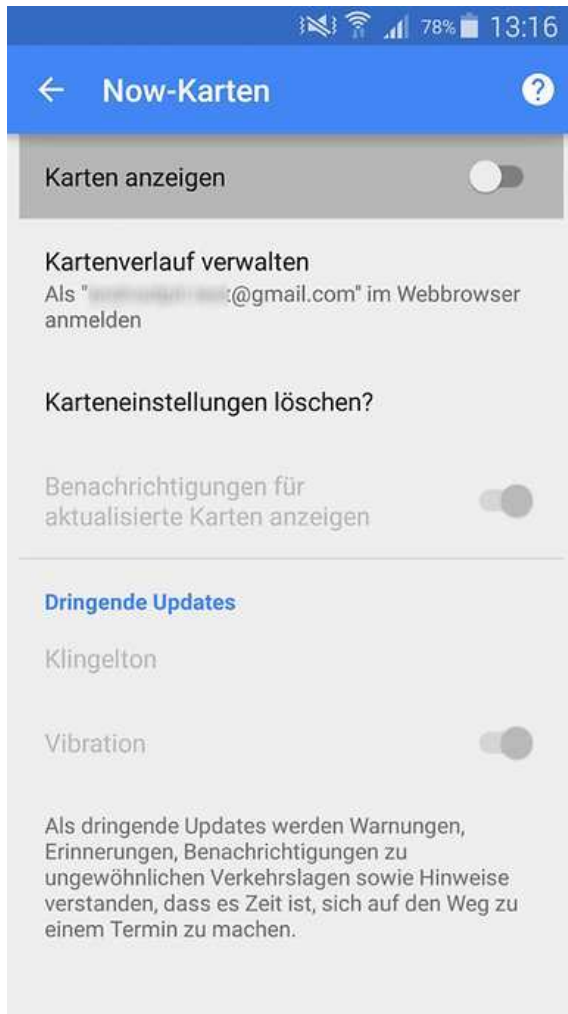 78% 13:16
Now-Karten
Karten anzeigen
Kartenverlauf verwalten
Als " :@gmail.com" im Webbrowser
anmelden
Karteneinstellungen löschen?
Benachrichtigungen für
aktualisierte Karten anzeigen
Dringende Updates
Klingelton
Vibration
Als dringende Updates werden Warnungen,
Erinnerungen, Benachrichtigungen zu
ungewöhnlichen Verkehrslagen sowie Hinweise
verstanden, dass es Zeit ist, sich auf den Weg zu
einem Termin zu machen.